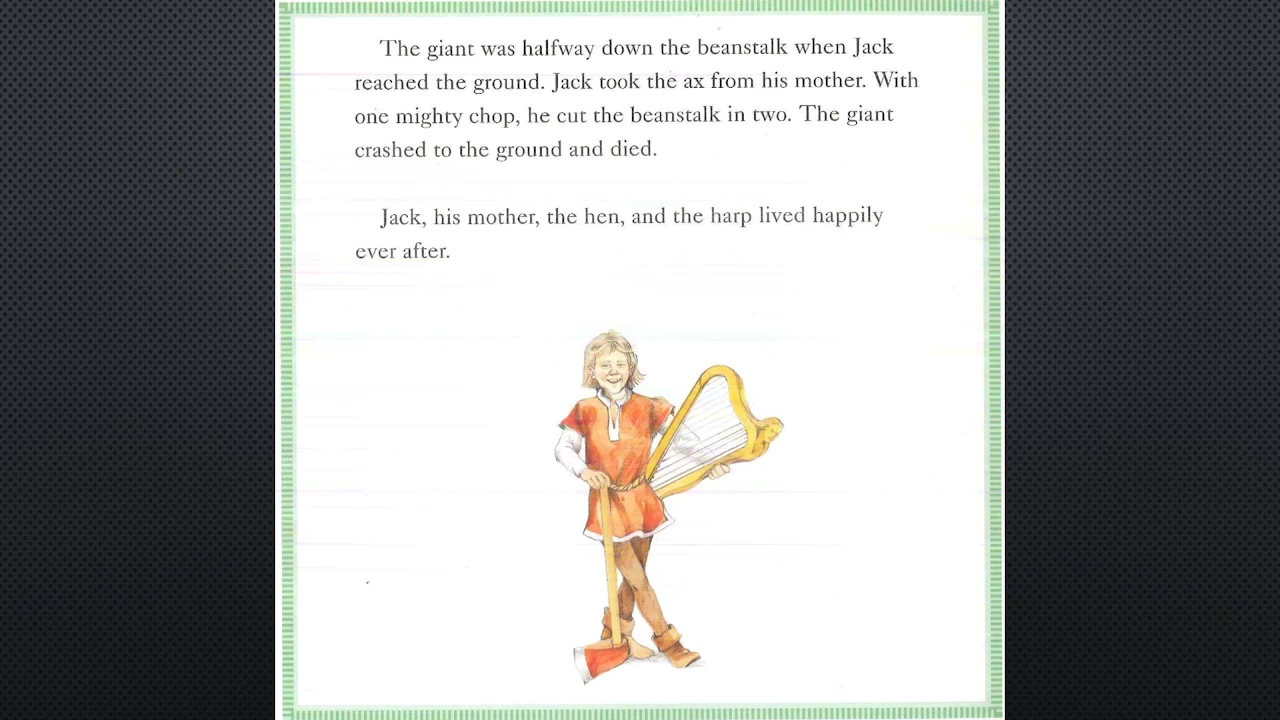 The giant was halfway down the beanstalk when Jack
reached the ground. Jack took the ax from his mother. With
one mighty chop, he cut the beanstalk in two. The giant
crashed to the ground and died.
Jack, his mother, the hen, and the harp lived happily
ever after.